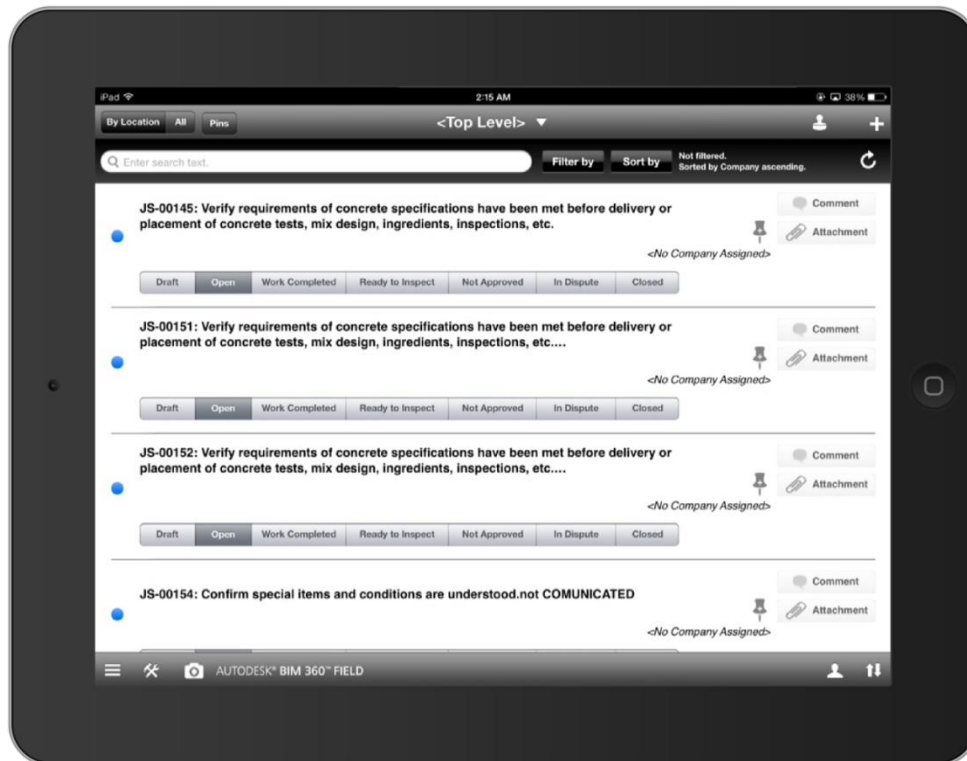 iPad
2:15 AM
38%
By Location All Pins
<Top Level>
Enter search text.
Filter by
Sort by
Not filtered.
Sorted by Company ascending.
JS-00145: Verify requirements of concrete specifications have been met before delivery or
placement of concrete tests, mix design, ingredients, inspections, etc.
Comment
Attachment
<No Company Assigned>
Draft Open Work Completed Ready to Inspect Not Approved In Dispute Closed
JS-00151: Verify requirements of concrete specifications have been met before delivery or
placement of concrete tests, mix design, ingredients, inspections, etc....
Comment
Attachment
<No Company Assigned>
Draft Open Work Completed Ready to Inspect Not Approved In Dispute Closed
JS-00152: Verify requirements of concrete specifications have been met before delivery or
placement of concrete tests, mix design, ingredients, inspections, etc....
Comment
Attachment
<No Company Assigned>
Draft Open Work Completed Ready to Inspect Not Approved In Dispute Closed
JS-00154: Confirm special items and conditions are understood.not COMUNICATED
Comment
Attachment
<No Company Assigned>
AUTODESK® BIM 360™ FIELD